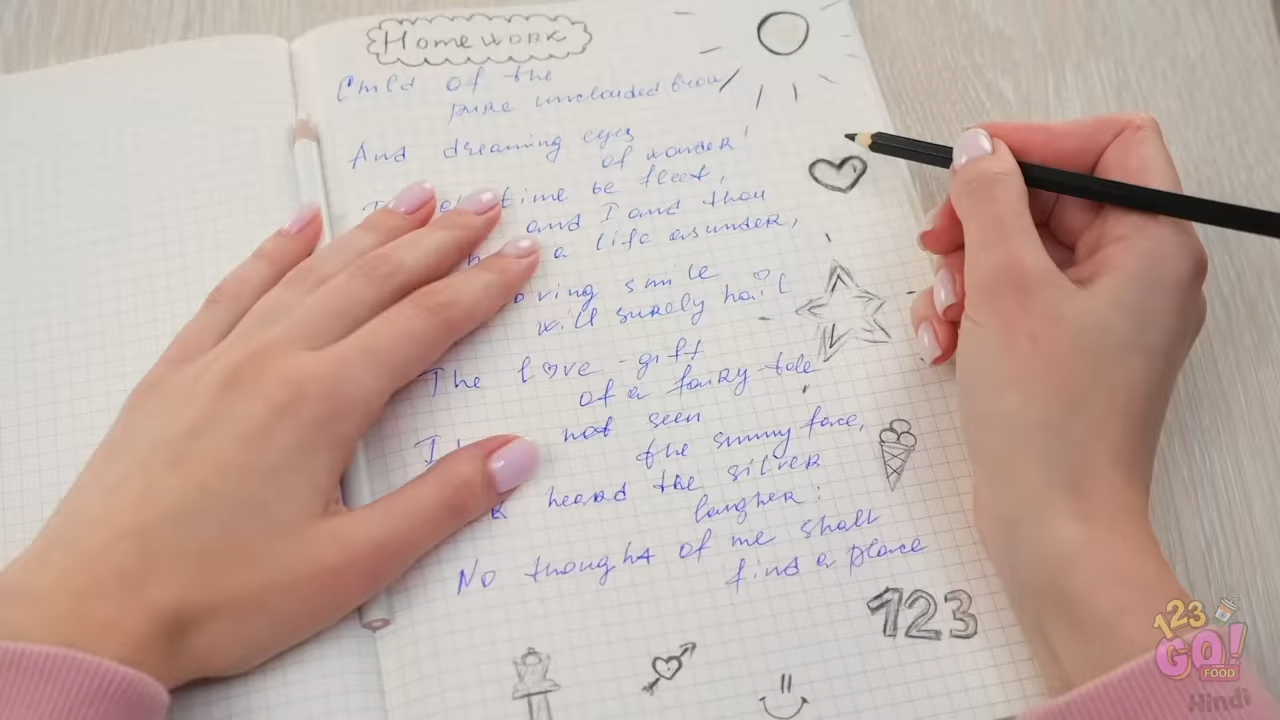 Homework
Child of the
pure unclouded brow
And dreaming eyes
of wonder!
time be fleet,
and I and thou
a life asunder,
oving smile
will surely hail
The love-gift
of a fairy-tale
I not seen
the sunny face,
heard the silver
laugher:
No thought of me shall
find a place
123
123
GO!
FOOD
Hindi